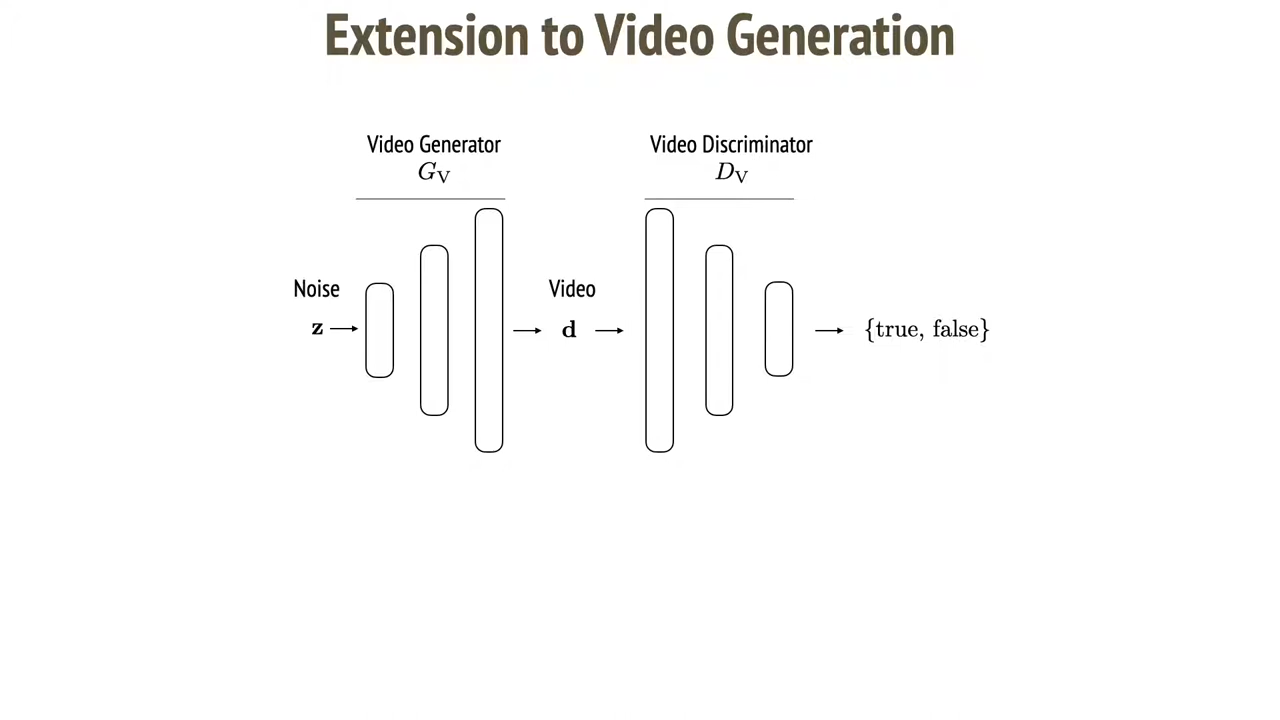 Extension to Video Generation
Video Generator
G_V
Video Discriminator
D_V
Noise
z
Video
d
{true, false}